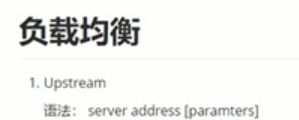 负载均衡
1. Upstream
语法： server address [paramters]